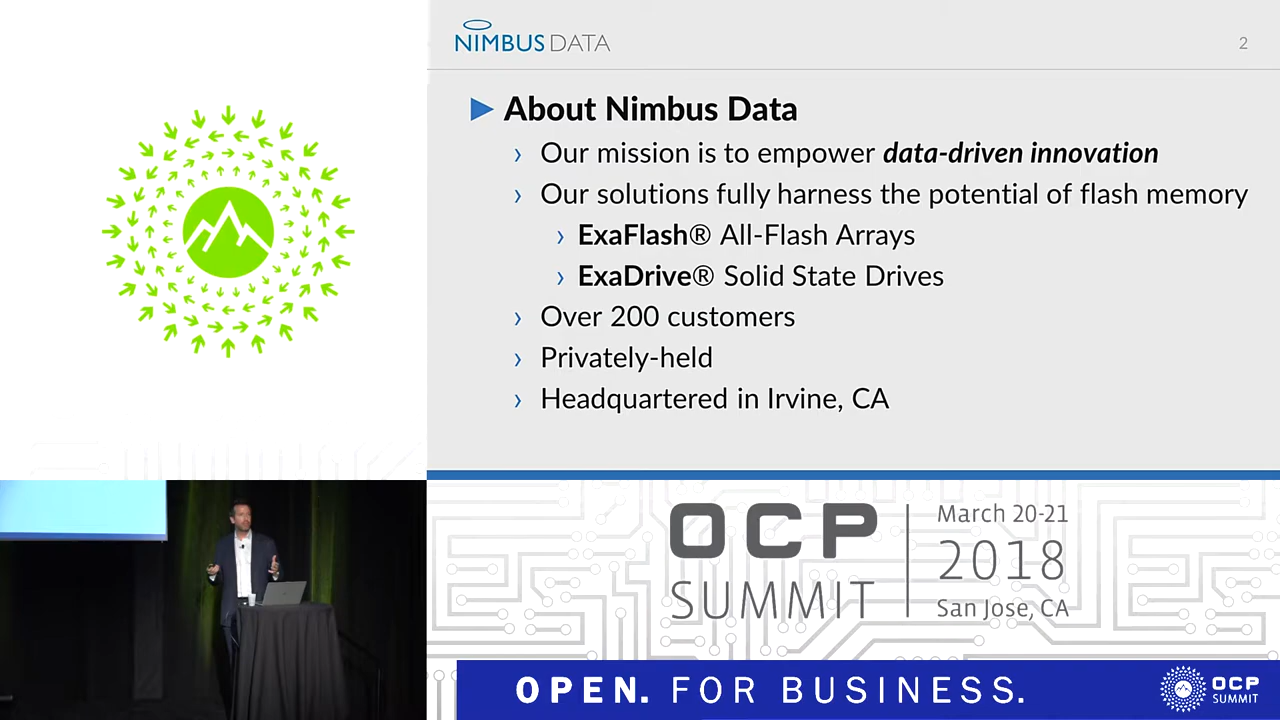 NIMBUS DATA
2
► About Nimbus Data
› Our mission is to empower data-driven innovation
› Our solutions fully harness the potential of flash memory
› ExaFlash® All-Flash Arrays
› ExaDrive® Solid State Drives
› Over 200 customers
› Privately-held
› Headquartered in Irvine, CA
OCP
SUMMIT
March 20-21
2018
San Jose, CA
OPEN. FOR BUSINESS.
OCP
SUMMIT